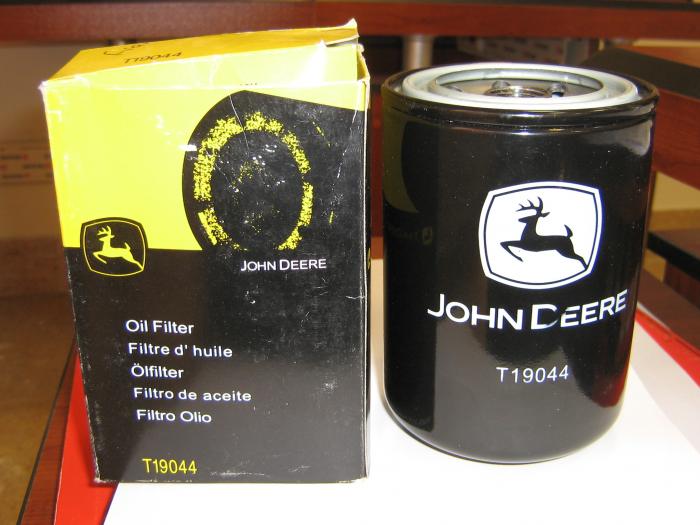 T19044
JOHN DEERE
Oil Filter
Filtre d' huile
Ölfilter
Filtro de aceite
Filtro Olio
T19044
JOHN DEERE
T19044